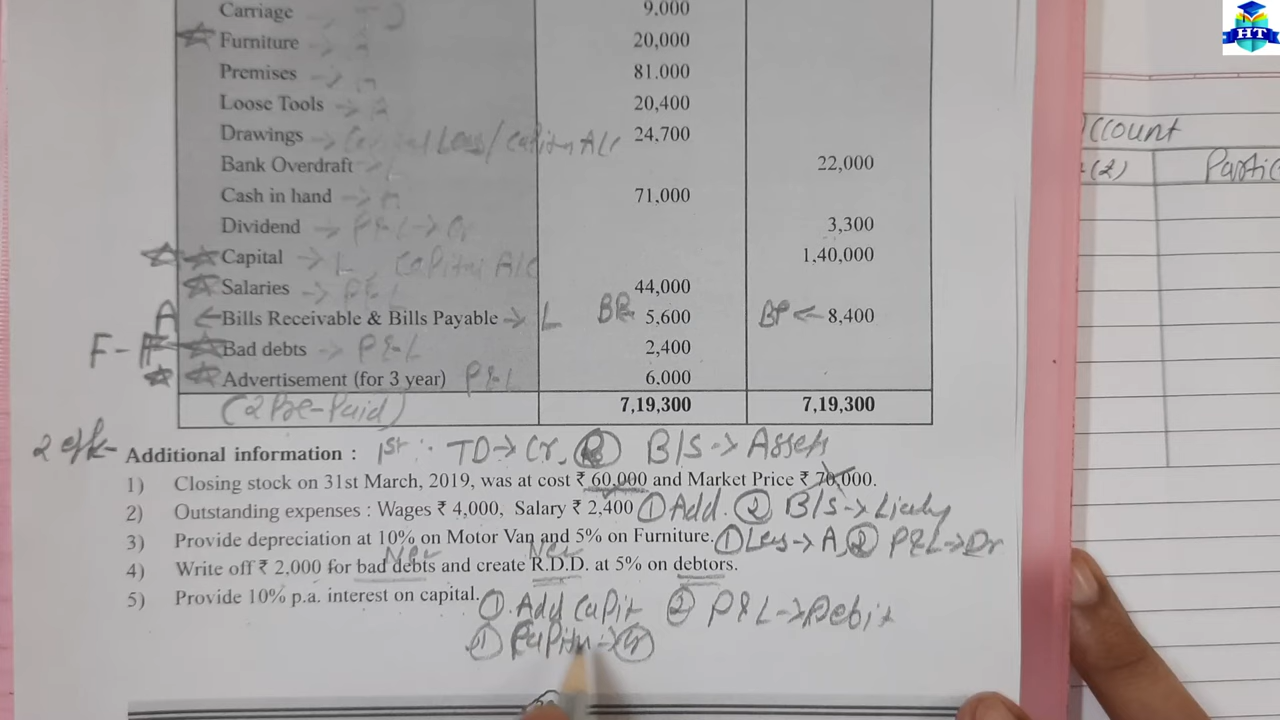 HT
Carriage 9,000
Furniture 20,000
Premises 81.000
Loose Tools 20,400
Drawings → Capital Less/Capital A/C 24.700
Bank Overdraft 22,000
Cash in hand 71,000
Dividend → P&L → Cr 3,300
Capital → L, Capital A/C 1,40,000
Salaries → P&L 44,000
A ← Bills Receivable & Bills Payable → L BR 5,600 BP ← 8,400
F-F Bad debts → P&L 2,400
Advertisement (for 3 year) P&L 6.000
(2 Pre-Paid) 7,19,300 7,19,300
Additional information : 1st : TD → Cr. B/S → Assets
1) Closing stock on 31st March, 2019, was at cost ₹ 60,000 and Market Price ₹ 70,000.
2) Outstanding expenses : Wages ₹ 4,000, Salary ₹ 2,400 ① Add. ② B/S →
3) Provide depreciation at 10% on Motor Van and 5% on Furniture. ① Less → A, ② P&L → Dr
New New
4) Write off ₹ 2,000 for bad debts and create R.D.D. at 5% on debtors.
5) Provide 10% p.a. interest on capital. ① Add Capit ② P&L → Debit
① → Cr
ccount
(2) Partic